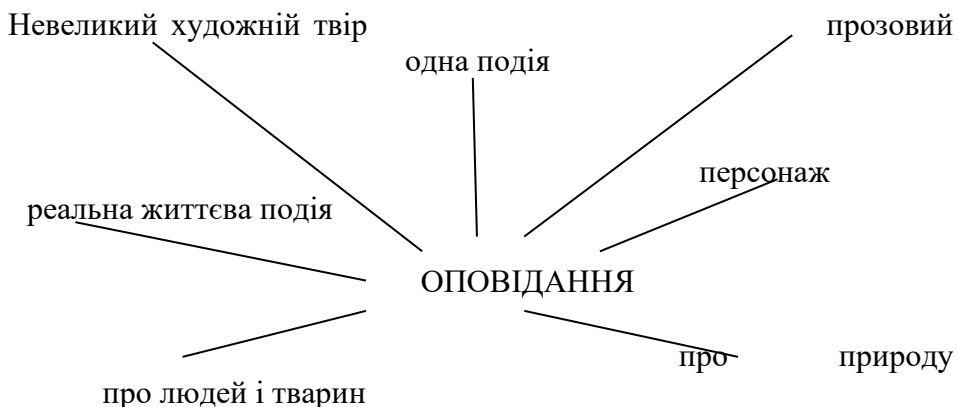 Невеликий художній твір
прозовий
одна подія
персонаж
реальна життєва подія
ОПОВІДАННЯ
про природу
про людей і тварин